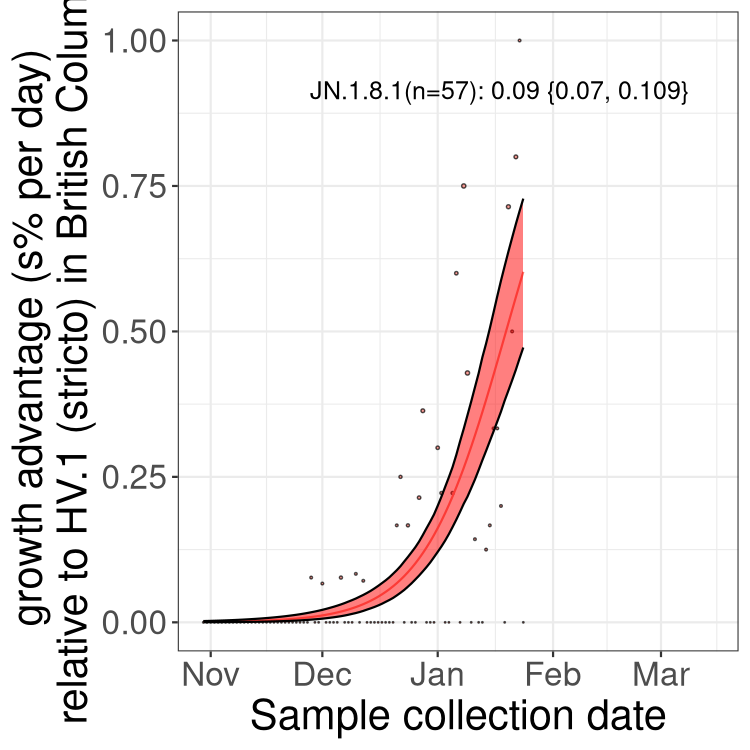 growth advantage (s% per day)
relative to HV.1 (stricto) in British Colum
1.00
0.75
0.50
0.25
0.00
JN.1.8.1(n=57): 0.09 {0.07, 0.109}
Nov Dec Jan Feb Mar
Sample collection date